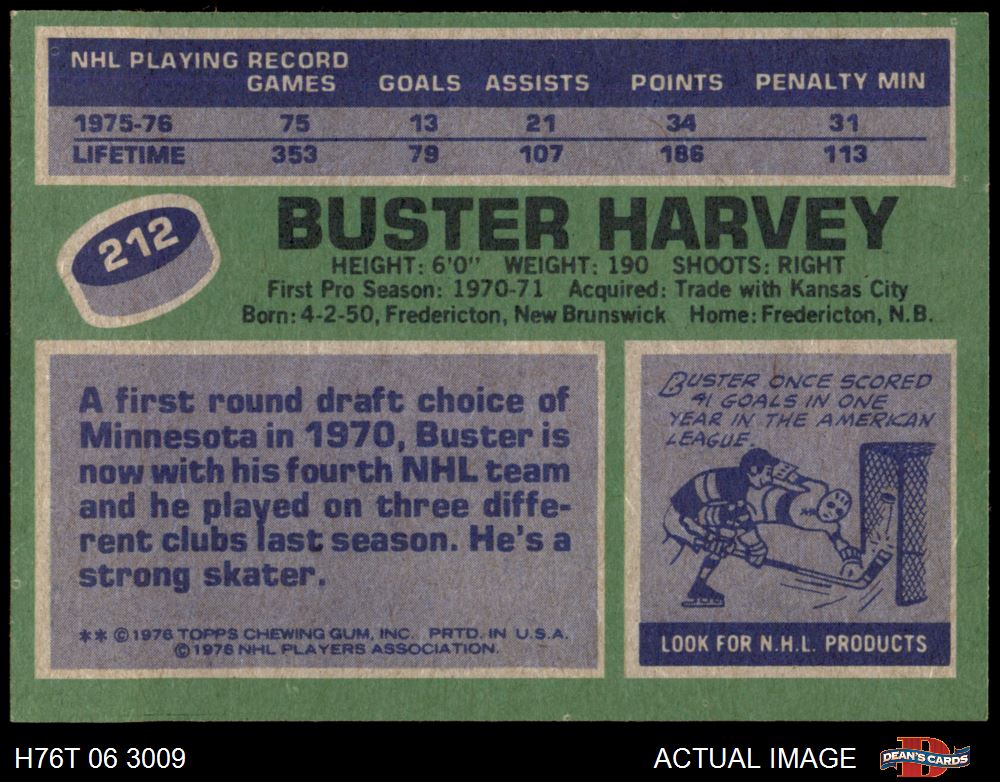 NHL PLAYING RECORD
GAMES GOALS ASSISTS POINTS PENALTY MIN
1975-76 75 13 21 34 31
LIFETIME 353 79 107 186 113
212
BUSTER HARVEY
HEIGHT: 6'0" WEIGHT: 190 SHOOTS: RIGHT
First Pro Season: 1970-71 Acquired: Trade with Kansas City
Born: 4-2-50, Fredericton, New Brunswick Home: Fredericton, N.B.
A first round draft choice of
Minnesota in 1970, Buster is
now with his fourth NHL team
and he played on three diffe-
rent clubs last season. He's a
strong skater.
** ©1976 TOPPS CHEWING GUM, INC. PRTD. IN U.S.A.
©1976 NHL PLAYERS ASSOCIATION.
BUSTER ONCE SCORED
41 GOALS IN ONE
YEAR IN THE AMERICAN
LEAGUE.
LOOK FOR N.H.L. PRODUCTS
H76T 06 3009 ACTUAL IMAGE DEAN'S CARDS